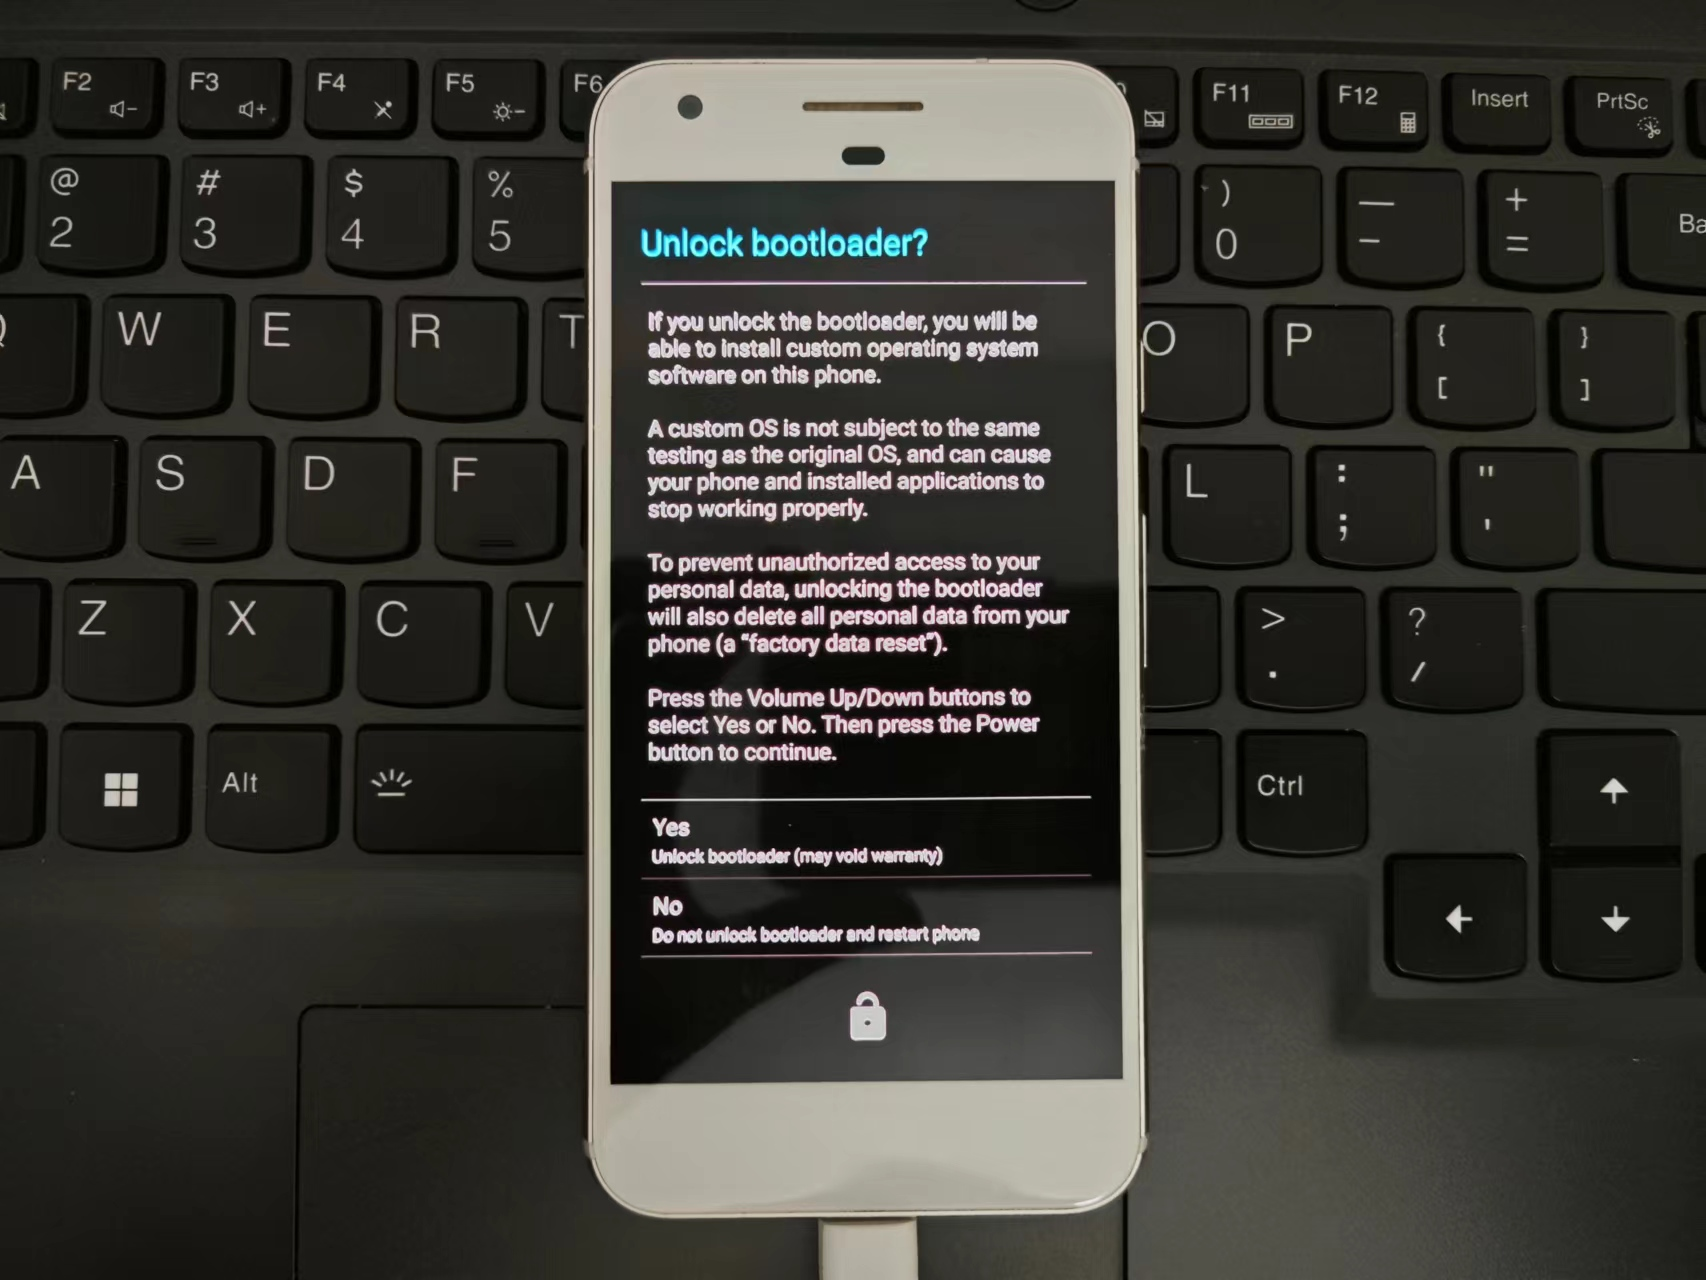 F2
F3
F4
F5
F6
F11
F12
Insert
PrtSc
@
2
#
3
$
4
%
5
)
0
—
-
+
=
Ba
W
E
R
T
O
P
{
[
}
]
A
S
D
F
L
:
;
"
'
Z
X
C
V
>
.
?
/
Alt
Ctrl
Unlock bootloader?
If you unlock the bootloader, you will be
able to install custom operating system
software on this phone.
A custom OS is not subject to the same
testing as the original OS, and can cause
your phone and installed applications to
stop working properly.
To prevent unauthorized access to your
personal data, unlocking the bootloader
will also delete all personal data from your
phone (a “factory data reset”).
Press the Volume Up/Down buttons to
select Yes or No. Then press the Power
button to continue.
Yes
Unlock bootloader (may void warranty)
No
Do not unlock bootloader and restart phone